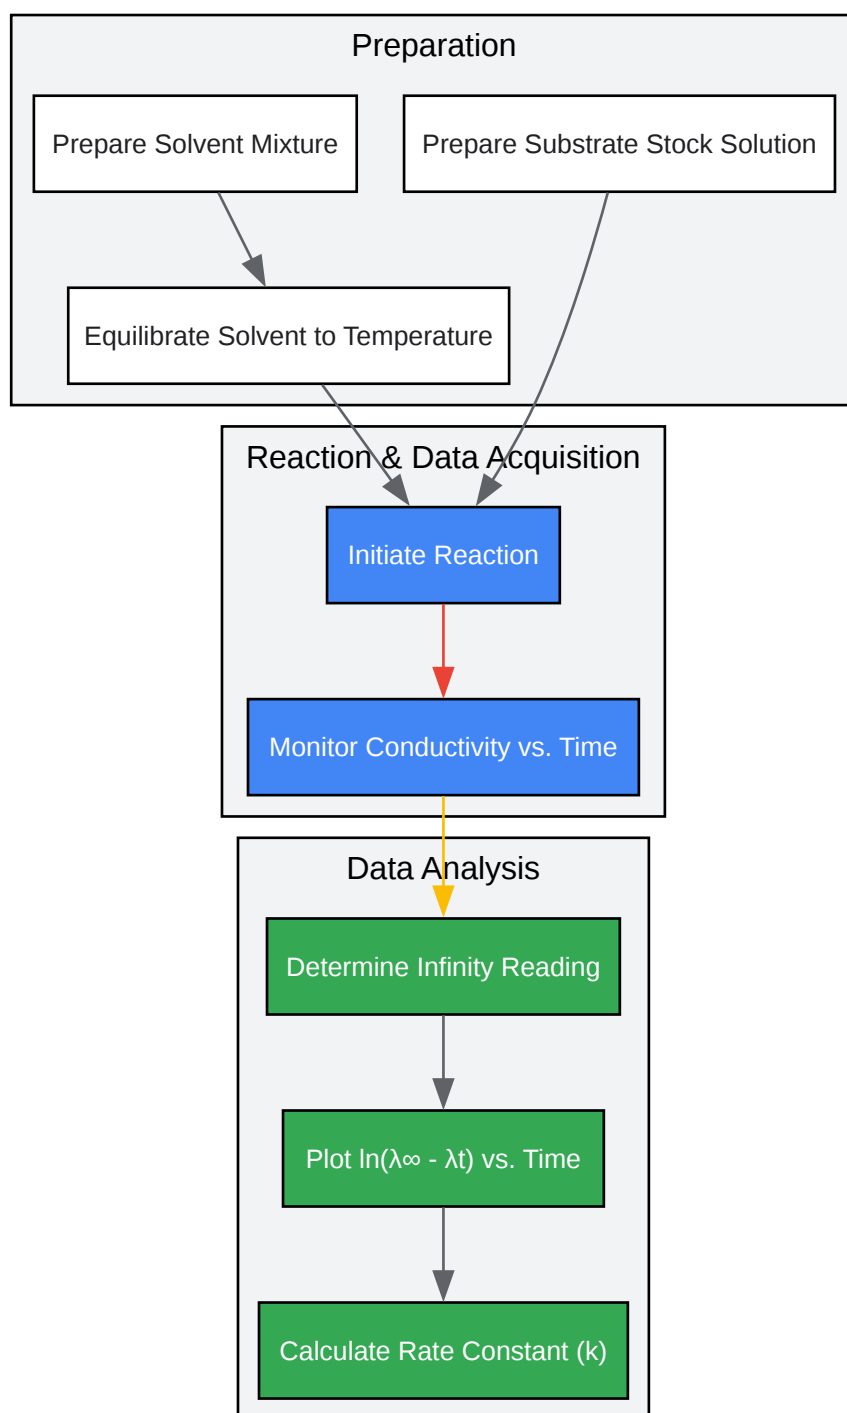 Preparation
Prepare Solvent Mixture
Prepare Substrate Stock Solution
Equilibrate Solvent to Temperature
Reaction & Data Acquisition
Initiate Reaction
Monitor Conductivity vs. Time
Data Analysis
Determine Infinity Reading
Plot ln(λ∞ - λt) vs. Time
Calculate Rate Constant (k)